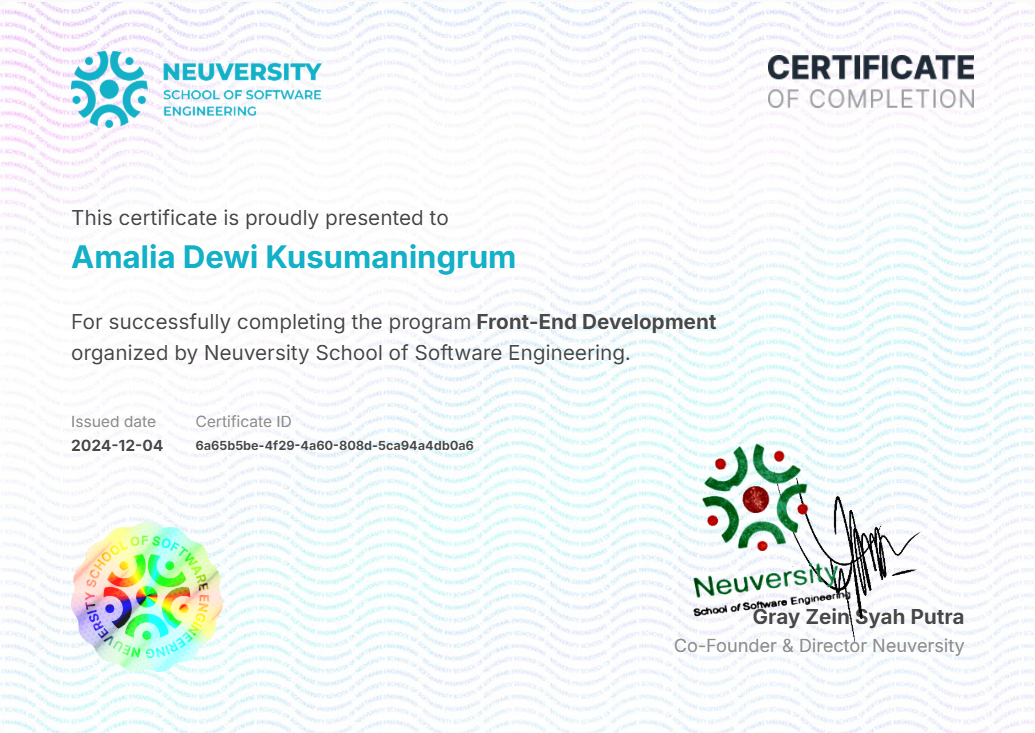 NEUVERSITY
SCHOOL OF SOFTWARE
ENGINEERING
CERTIFICATE
OF COMPLETION
This certificate is proudly presented to
Amalia Dewi Kusumaningrum
For successfully completing the program Front-End Development
organized by Neuversity School of Software Engineering.
Issued date
Certificate ID
2024-12-04
6a65b5be-4f29-4a60-808d-5ca94a4db0a6
NEUVERSITY SCHOOL OF SOFTWARE ENGINEERING
Neuversity
School of Software Engineering
Gray Zein Syah Putra
Co-Founder & Director Neuversity